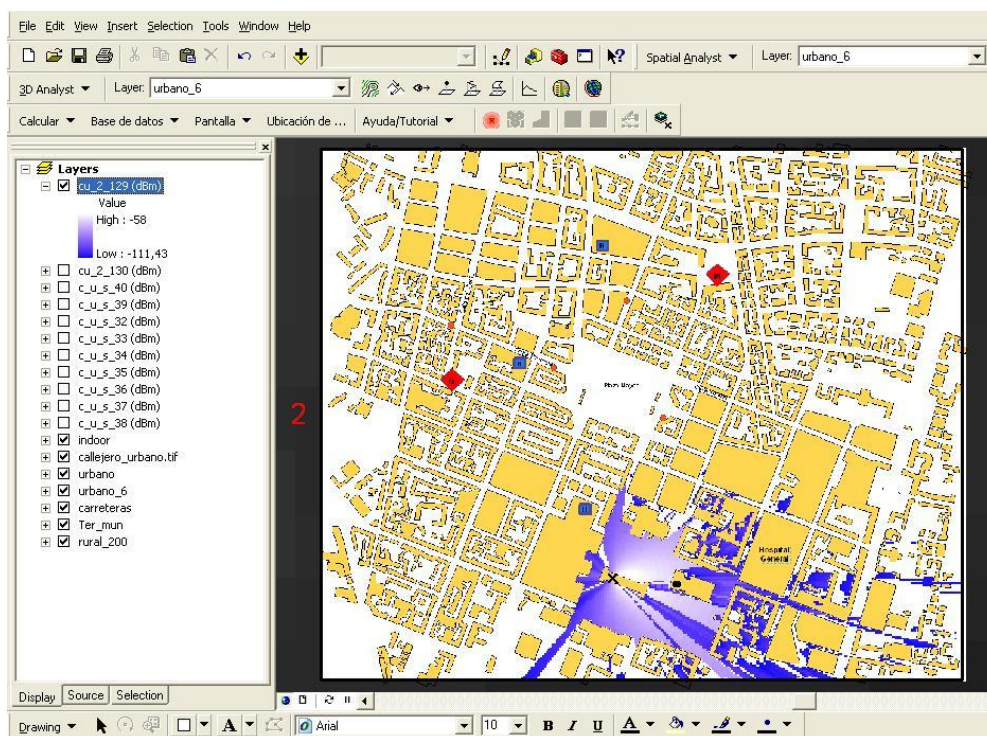 File Edit View Insert Selection Tools Window Help
Spatial Analyst Layer: urbano_6
3D Analyst Layer: urbano_6
Calcular Base de datos Pantalla Ubicación de ... Ayuda/Tutorial
Layers
cu_2_129 (dBm)
Value
High : -58
Low : -111,43
cu_2_130 (dBm)
c_u_s_40 (dBm)
c_u_s_39 (dBm)
c_u_s_32 (dBm)
c_u_s_33 (dBm)
c_u_s_34 (dBm)
c_u_s_35 (dBm)
c_u_s_36 (dBm)
c_u_s_37 (dBm)
c_u_s_38 (dBm)
indoor
callejero_urbano.tif
urbano
urbano_6
carreteras
Ter_mun
rural_200
2
Hospital
General
Display Source Selection
Drawing A Arial 10 B I U A